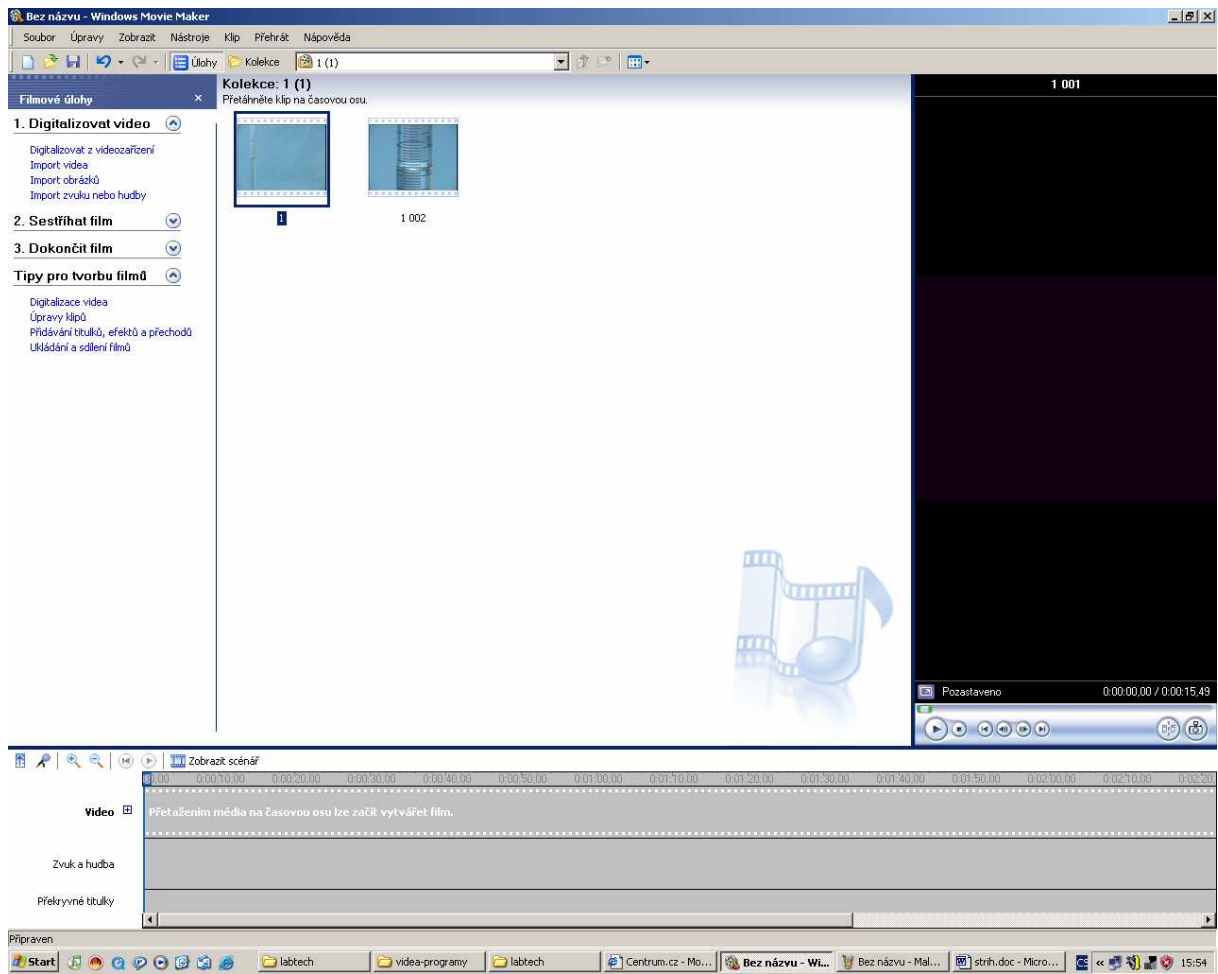 Bez názvu - Windows Movie Maker
Soubor Úpravy Zobrazit Nástroje Klip Přehrát Nápověda
Úlohy Kolekce 1 (1)
Filmové úlohy ×
1. Digitalizovat video
Digitalizovat z videozařízení
Import videa
Import obrázků
Import zvuku nebo hudby
2. Sestříhat film
3. Dokončit film
Tipy pro tvorbu filmů
Digitalizace videa
Úpravy klipů
Přidávání titulků, efektů a přechodů
Ukládání a sdílení filmů
Kolekce: 1 (1)
Přetáhněte klip na časovou osu.
1
1 002
1 001
Pozastaveno 0:00:00,00 / 0:00:15,49
Zobrazit scénář
0:00:10,00 0:00:20,00 0:00:30,00 0:00:40,00 0:00:50,00 0:01:00,00 0:01:10,00 0:01:20,00 0:01:30,00 0:01:40,00 0:01:50,00 0:02:00,00 0:02:10,00 0:02:20
Video Přetažením média na časovou osu lze začít vytvářet film.
Zvuk a hudba
Překryvné titulky
Připraven
Start labtech videa-programy labtech Centrum.cz - Mo... Bez názvu - Wi... Bez názvu - Mal... strih.doc - Micro... CS « 15:54